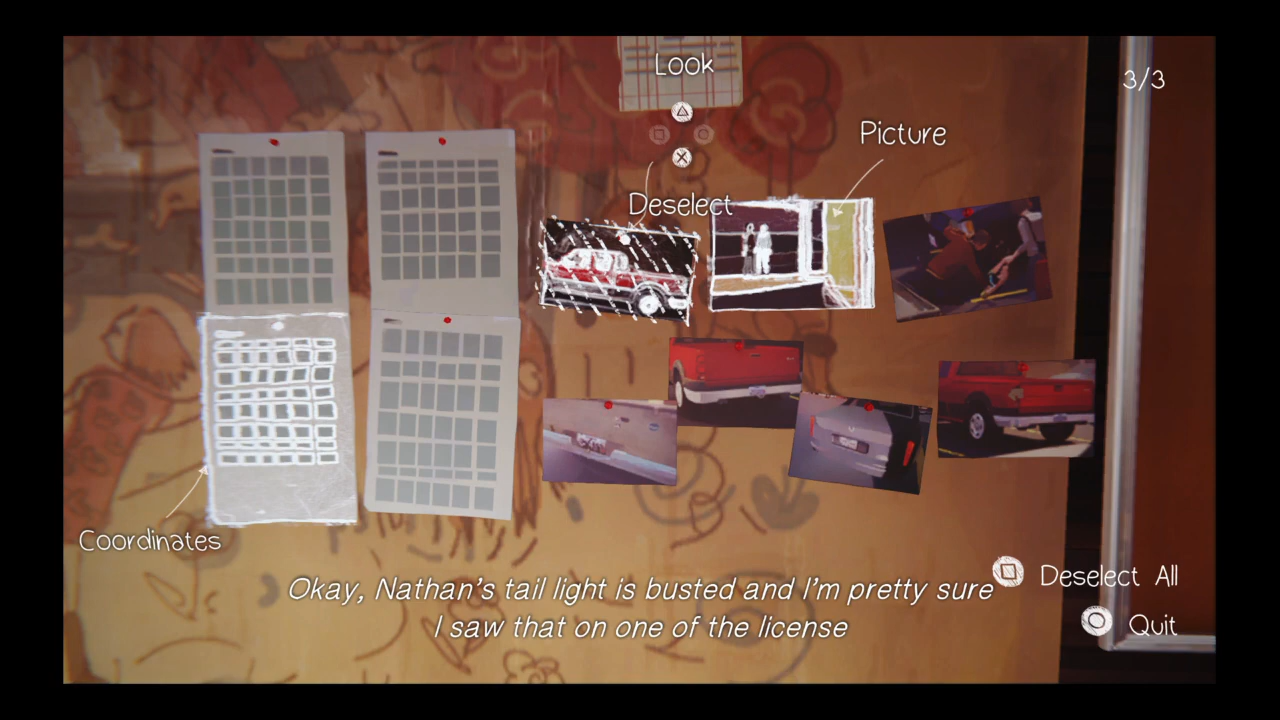 Look
3/3
Picture
Deselect
Coordinates
Okay, Nathan's tail light is busted and I'm pretty sure
I saw that on one of the license
Deselect All
Quit